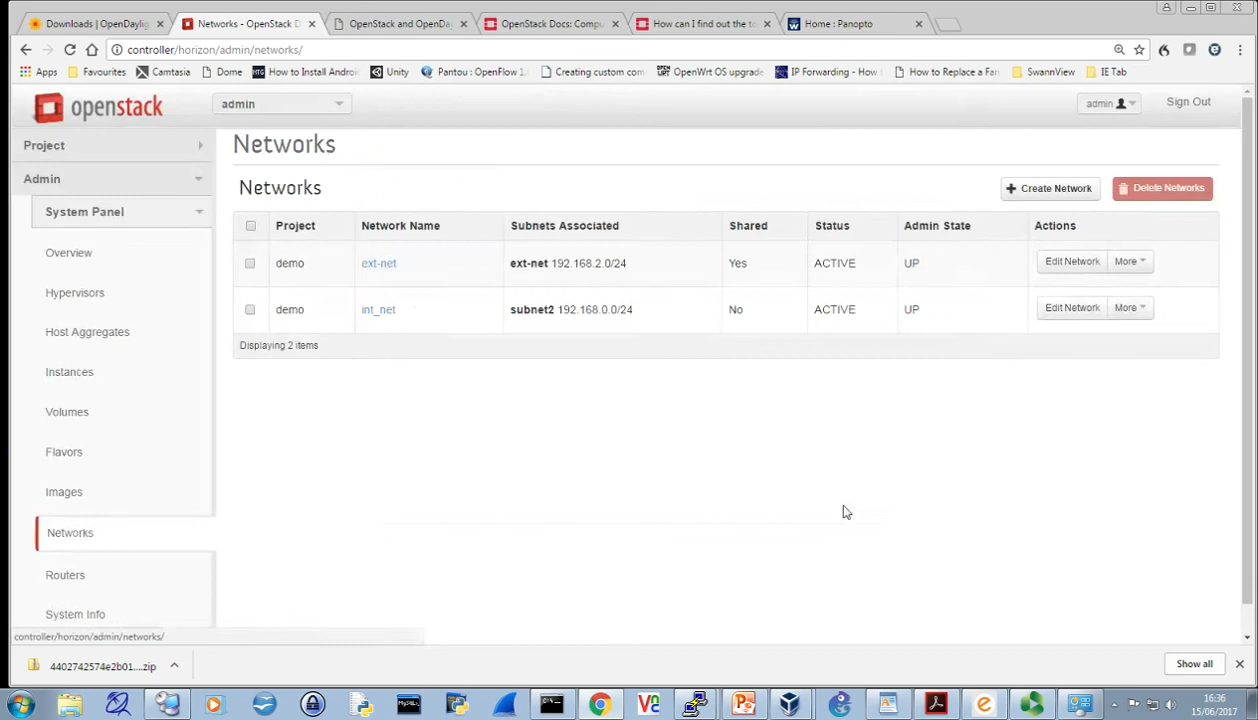 Downloads | OpenDaylig
Networks - OpenStack D
OpenStack and OpenDay
OpenStack Docs: Compu
How can I find out the to
Home : Panopto
controller/horizon/admin/networks/
Apps
Favourites
Camtasia
Dome
How to Install Androi
Unity
Pantou : OpenFlow 1.
Creating custom com
OpenWrt OS upgrade
IP Forwarding - How
How to Replace a Fan
SwannView
IE Tab
openstack
admin
admin
Sign Out
Project
Admin
System Panel
Overview
Hypervisors
Host Aggregates
Instances
Volumes
Flavors
Images
Networks
Routers
System Info
Networks
Networks
Create Network
Delete Networks
Project Network Name Subnets Associated Shared Status Admin State Actions
demo ext-net ext-net 192.168.2.0/24 Yes ACTIVE UP Edit Network More
demo int_net subnet2 192.168.0.0/24 No ACTIVE UP Edit Network More
Displaying 2 items
controller/horizon/admin/networks/
4402742574e2b01....zip
Show all
16:36
15/06/2017